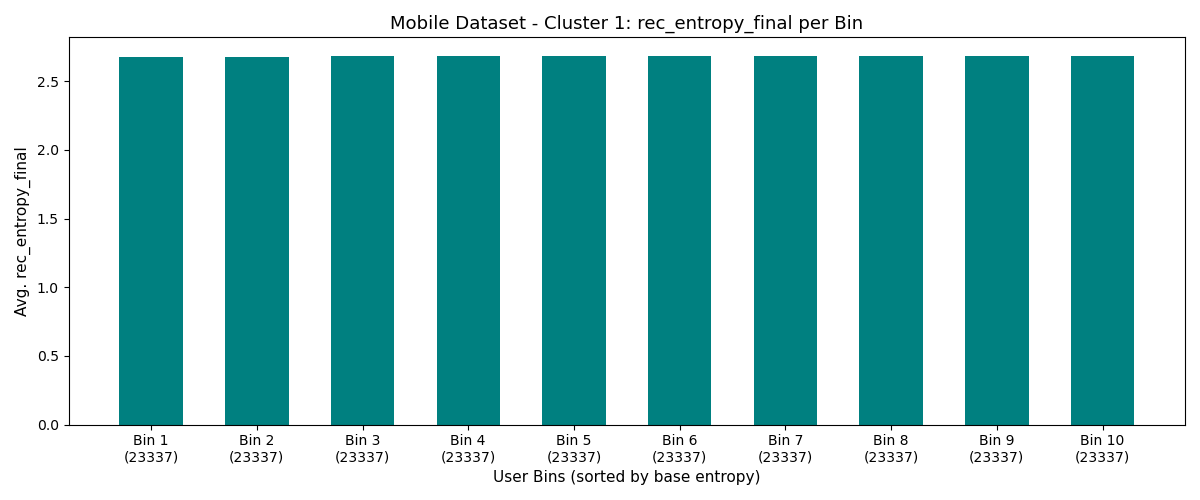 Mobile Dataset - Cluster 1: rec_entropy_final per Bin
Avg. rec_entropy_final
2.5
2.0
1.5
1.0
0.5
0.0
Bin 1 Bin 2 Bin 3 Bin 4 Bin 5 Bin 6 Bin 7 Bin 8 Bin 9 Bin 10
(23337) (23337) (23337) (23337) (23337) (23337) (23337) (23337) (23337) (23337)
User Bins (sorted by base entropy)